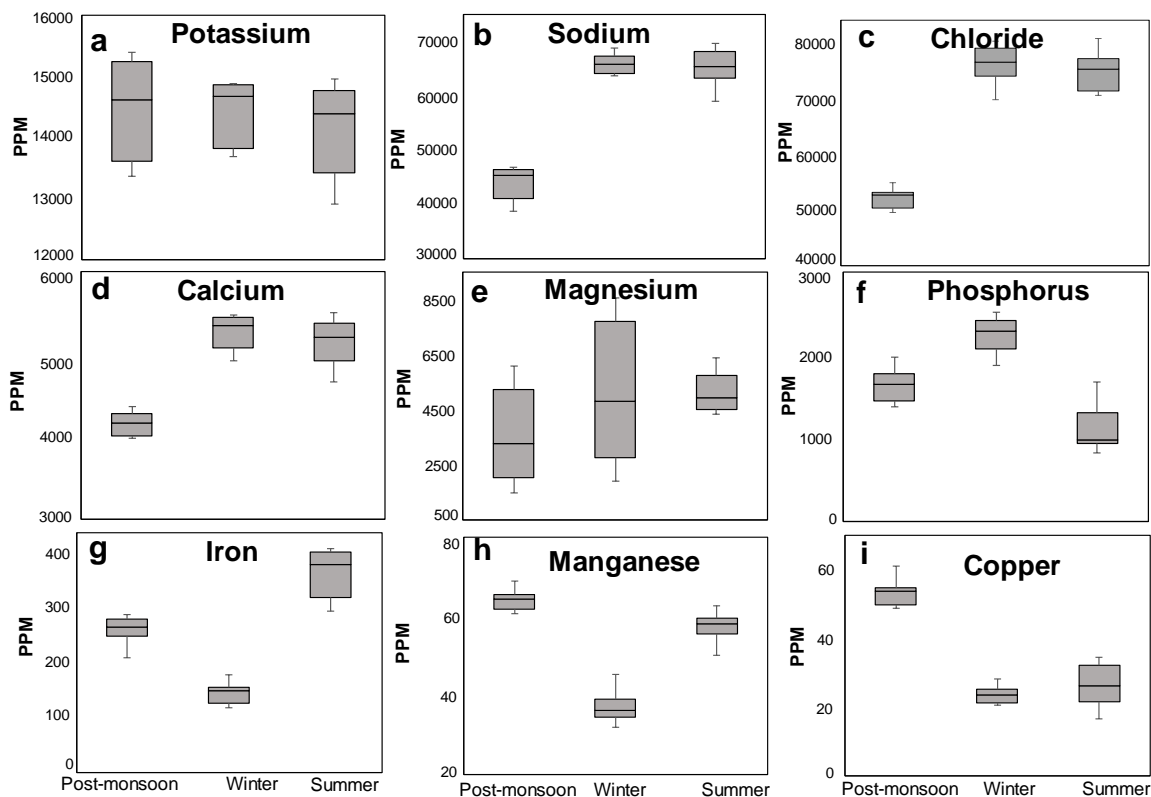 a Potassium
16000
15000
14000
13000
12000
PPM
b Sodium
70000
60000
50000
40000
30000
PPM
c Chloride
80000
70000
60000
50000
40000
PPM
d Calcium
6000
5000
4000
3000
PPM
e Magnesium
8500
6500
4500
2500
500
PPM
f Phosphorus
3000
2000
1000
0
g Iron
400
300
200
100
0
PPM
Post-monsoon Winter Summer
h Manganese
80
60
40
20
PPM
Post-monsoon Winter Summer
i Copper
60
40
20
0
PPM
Post-monsoon Winter Summer